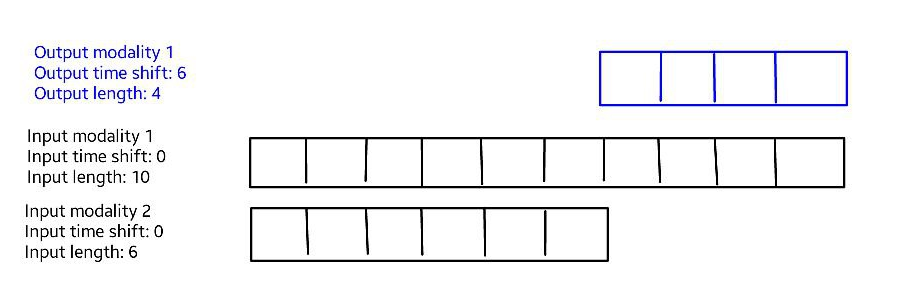 Output modality 1
Output time shift: 6
Output length: 4
Input modality 1
Input time shift: 0
Input length: 10
Input modality 2
Input time shift: 0
Input length: 6